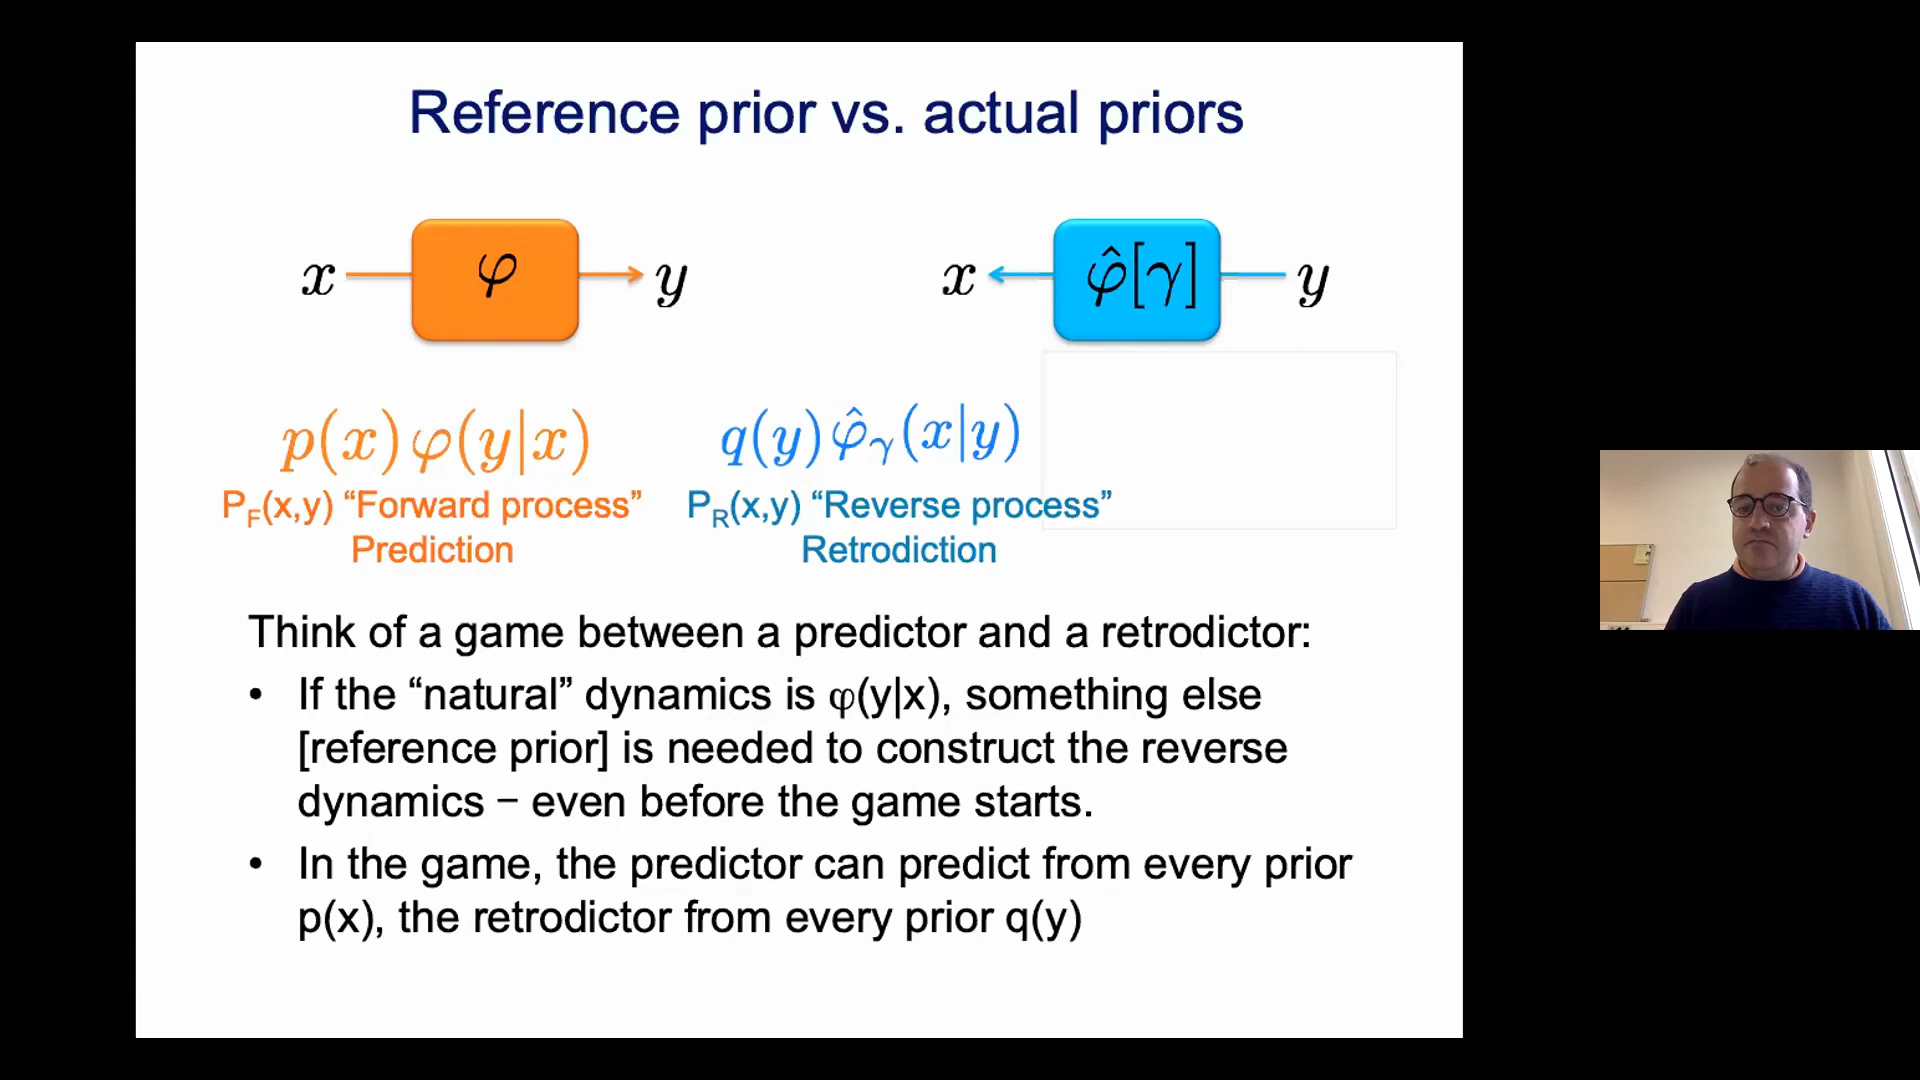 Reference prior vs. actual priors
x φ y
x φ̂[γ] y
p(x)φ(y|x)
q(y)φ̂γ(x|y)
PF(x,y) “Forward process”
Prediction
PR(x,y) “Reverse process”
Retrodiction
Think of a game between a predictor and a retrodictor:
• If the “natural” dynamics is φ(y|x), something else
[reference prior] is needed to construct the reverse
dynamics – even before the game starts.
• In the game, the predictor can predict from every prior
p(x), the retrodictor from every prior q(y)